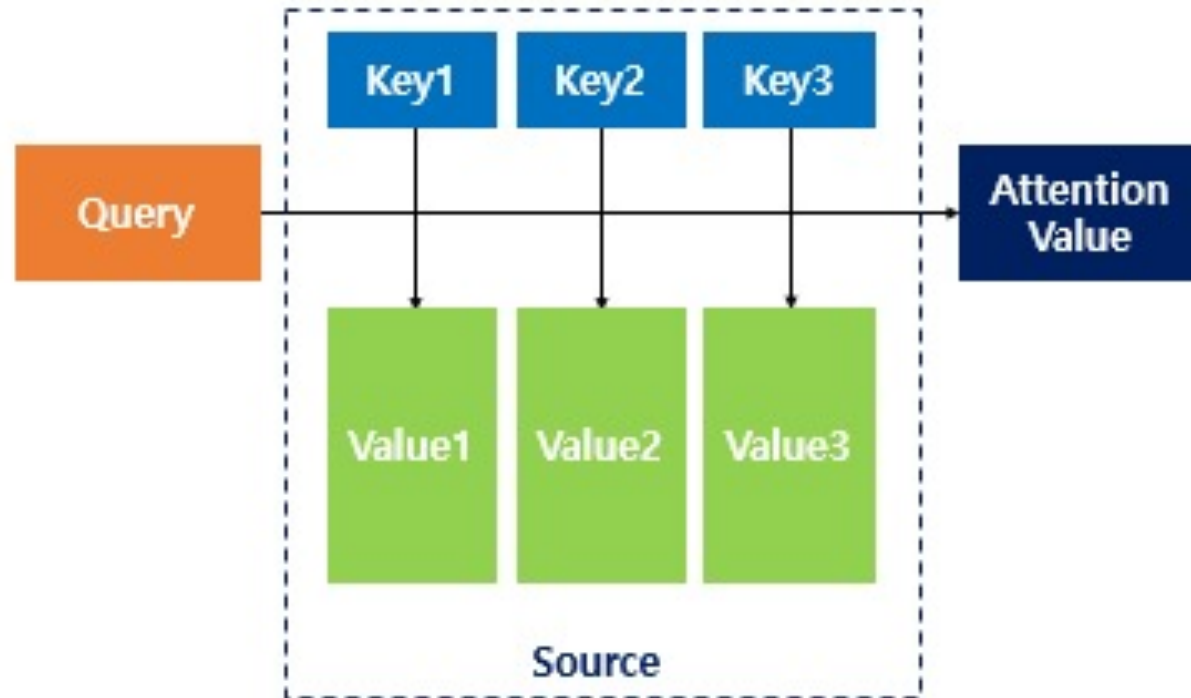 Key1 Key2 Key3
Query
Attention
Value
Value1 Value2 Value3
Source